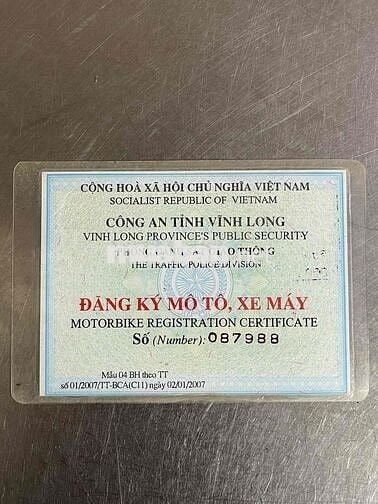 CỘNG HOÀ XÃ HỘI CHỦ NGHĨA VIỆT NAM
SOCIALIST REPUBLIC OF VIETNAM
CÔNG AN TỈNH VĨNH LONG
VINH LONG PROVINCE'S PUBLIC SECURITY
THÔNG
THE TRAFFIC POLICE DIVISION
ĐĂNG KÝ MÔ TÔ, XE MÁY
MOTORBIKE REGISTRATION CERTIFICATE
Số (Number): 087988
Mẫu 04 BH theo TT
số 01/2007/TT-BCA(C11) ngày 02/01/2007